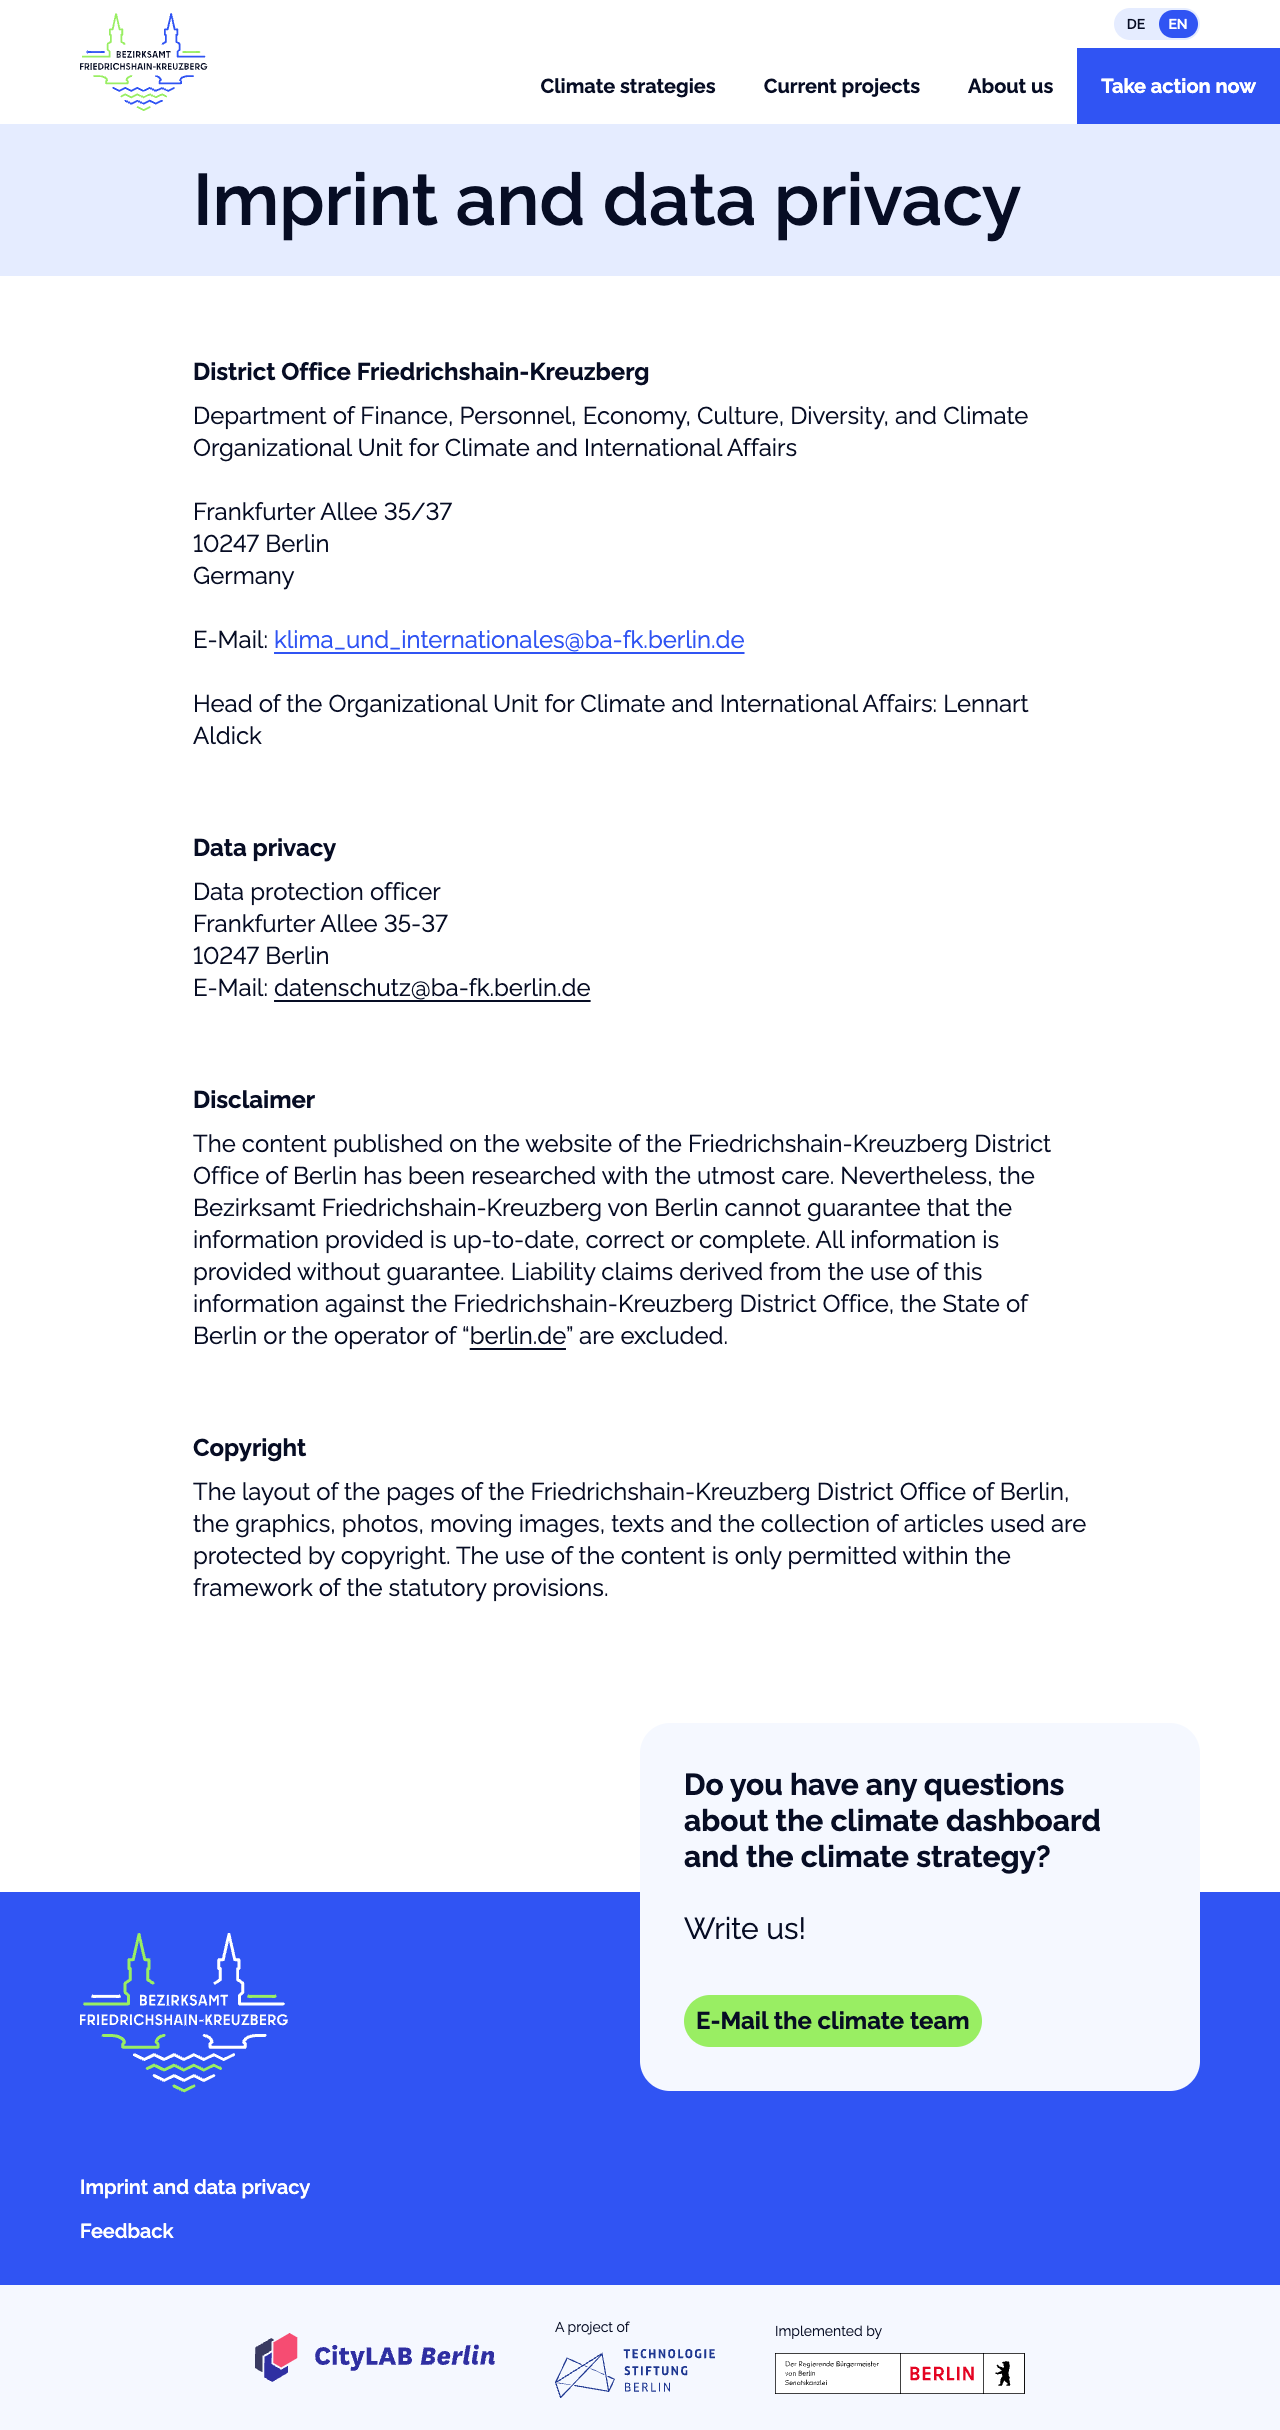 BEZIRKSAMT
FRIEDRICHSHAIN-KREUZBERG
DE EN
Climate strategies Current projects About us Take action now
Imprint and data privacy
District Office Friedrichshain-Kreuzberg
Department of Finance, Personnel, Economy, Culture, Diversity, and Climate
Organizational Unit for Climate and International Affairs
Frankfurter Allee 35/37
10247 Berlin
Germany
E-Mail: klima_und_internationales@ba-fk.berlin.de
Head of the Organizational Unit for Climate and International Affairs: Lennart
Aldick
Data privacy
Data protection officer
Frankfurter Allee 35-37
10247 Berlin
E-Mail: datenschutz@ba-fk.berlin.de
Disclaimer
The content published on the website of the Friedrichshain-Kreuzberg District
Office of Berlin has been researched with the utmost care. Nevertheless, the
Bezirksamt Friedrichshain-Kreuzberg von Berlin cannot guarantee that the
information provided is up-to-date, correct or complete. All information is
provided without guarantee. Liability claims derived from the use of this
information against the Friedrichshain-Kreuzberg District Office, the State of
Berlin or the operator of “berlin.de” are excluded.
Copyright
The layout of the pages of the Friedrichshain-Kreuzberg District Office of Berlin,
the graphics, photos, moving images, texts and the collection of articles used are
protected by copyright. The use of the content is only permitted within the
framework of the statutory provisions.
Do you have any questions
about the climate dashboard
and the climate strategy?
Write us!
E-Mail the climate team
BEZIRKSAMT
FRIEDRICHSHAIN-KREUZBERG
Imprint and data privacy
Feedback
CityLAB Berlin
A project of
TECHNOLOGIE
STIFTUNG
BERLIN
Implemented by
Der Regierende Bürgermeister
von Berlin
Senatskanzlei
BERLIN